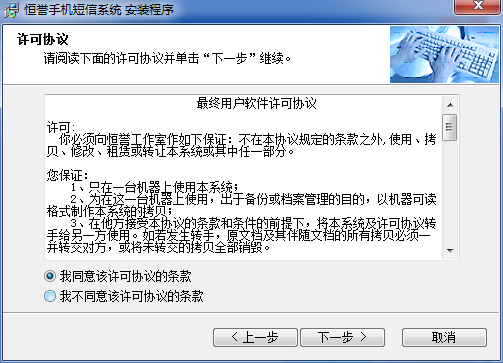 恒誉手机短信系统 安装程序
许可协议
请阅读下面的许可协议并单击“下一步”继续。
最终用户软件许可协议
许可:
你必须向恒誉工作室作如下保证: 不在本协议规定的条款之外,使用、拷
贝、修改、租赁或转让本系统或其中任一部分。
您保证:
1、只在一台机器上使用本系统;
2、为在这一台机器上使用，出于备份或档案管理的目的，以机器可读
格式制作本系统的拷贝;
3、在他方接受本协议的条款和条件的前提下，将本系统及许可协议转
手给另一方使用。如若发生转手，原文档及其伴随文档的所有拷贝必须一
并转交对方，或将未转交的拷贝全部销毁。
我同意该许可协议的条款
我不同意该许可协议的条款
< 上一步
下一步 >
取消